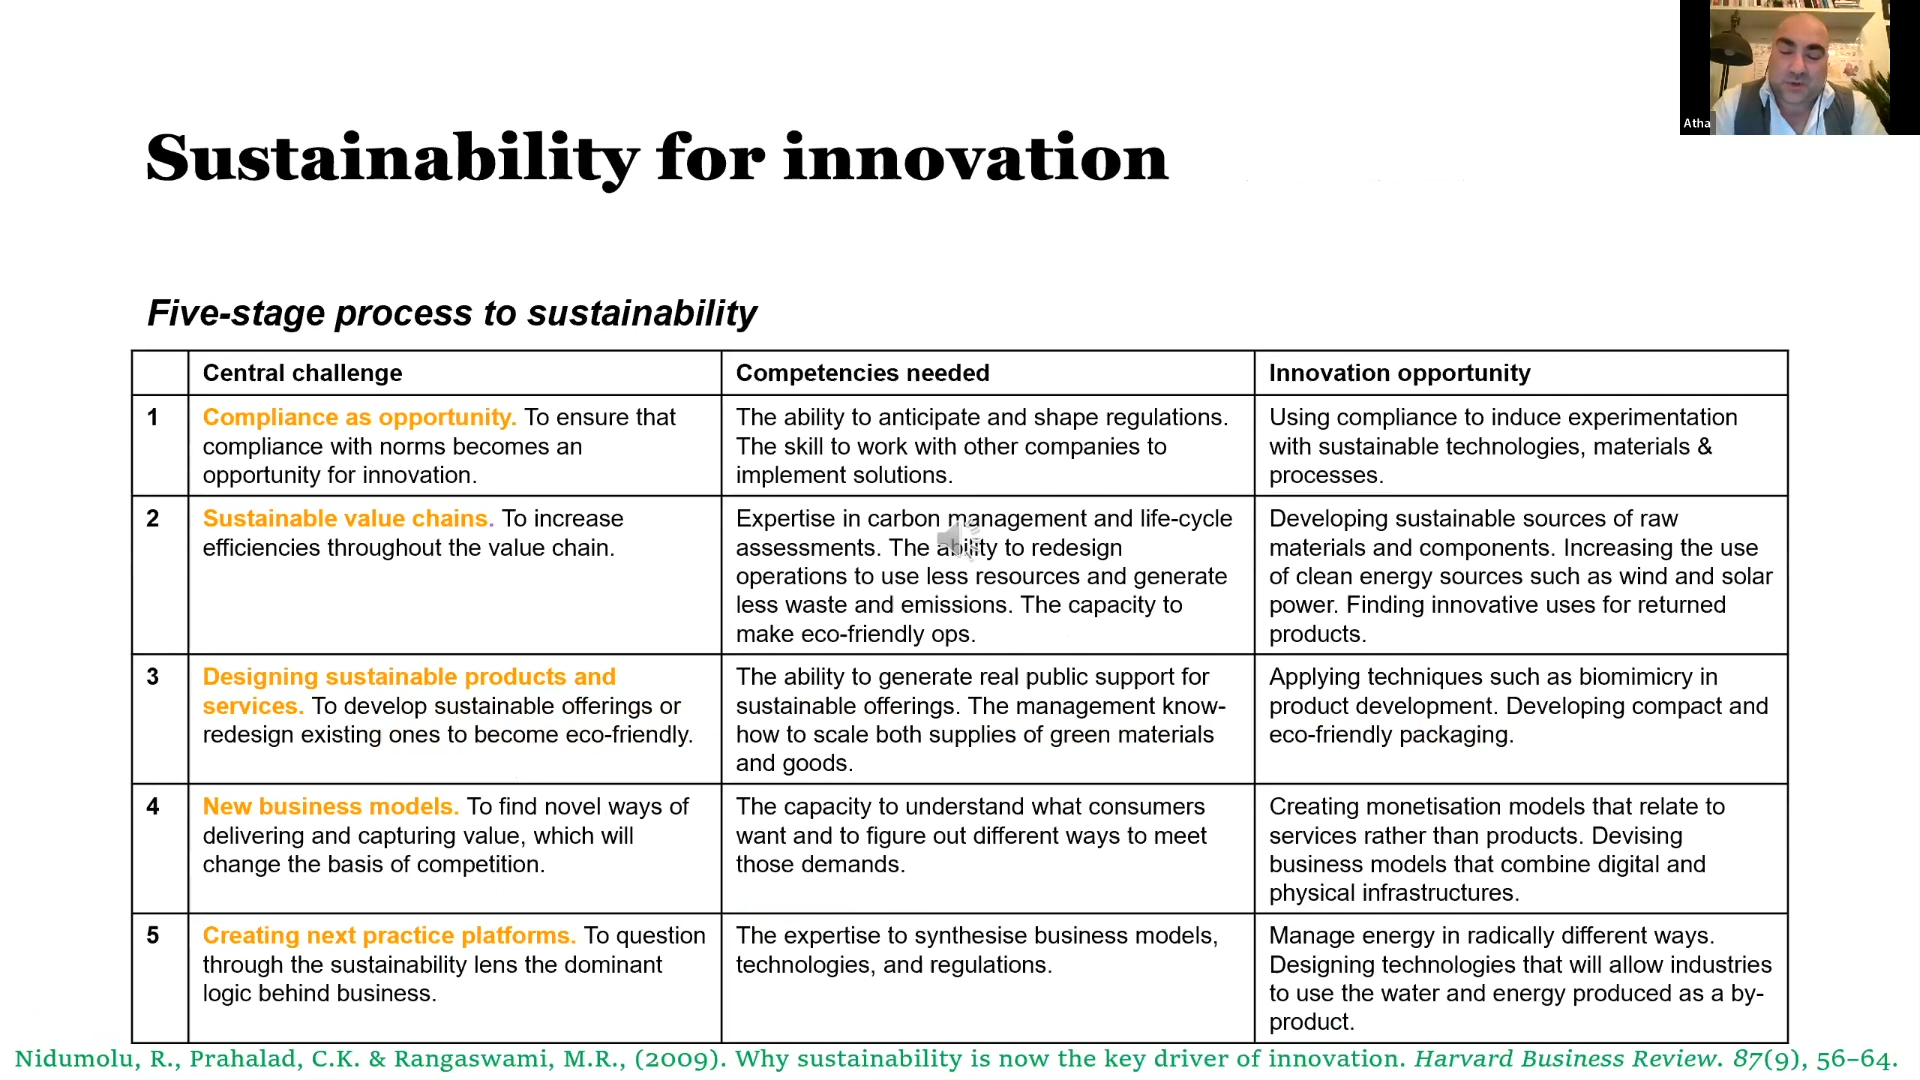 Atha
Sustainability for innovation
Five-stage process to sustainability
Central challenge
Competencies needed
Innovation opportunity
1
Compliance as opportunity. To ensure that
compliance with norms becomes an
opportunity for innovation.
The ability to anticipate and shape regulations.
The skill to work with other companies to
implement solutions.
Using compliance to induce experimentation
with sustainable technologies, materials &
processes.
2
Sustainable value chains. To increase
efficiencies throughout the value chain.
Expertise in carbon management and life-cycle
assessments. The ability to redesign
operations to use less resources and generate
less waste and emissions. The capacity to
make eco-friendly ops.
Developing sustainable sources of raw
materials and components. Increasing the use
of clean energy sources such as wind and solar
power. Finding innovative uses for returned
products.
3
Designing sustainable products and
services. To develop sustainable offerings or
redesign existing ones to become eco-friendly.
The ability to generate real public support for
sustainable offerings. The management know-
how to scale both supplies of green materials
and goods.
Applying techniques such as biomimicry in
product development. Developing compact and
eco-friendly packaging.
4
New business models. To find novel ways of
delivering and capturing value, which will
change the basis of competition.
The capacity to understand what consumers
want and to figure out different ways to meet
those demands.
Creating monetisation models that relate to
services rather than products. Devising
business models that combine digital and
physical infrastructures.
5
Creating next practice platforms. To question
through the sustainability lens the dominant
logic behind business.
The expertise to synthesise business models,
technologies, and regulations.
Manage energy in radically different ways.
Designing technologies that will allow industries
to use the water and energy produced as a by-
product.
Nidumolu, R., Prahalad, C.K. & Rangaswami, M.R., (2009). Why sustainability is now the key driver of innovation. Harvard Business Review. 87(9), 56–64.